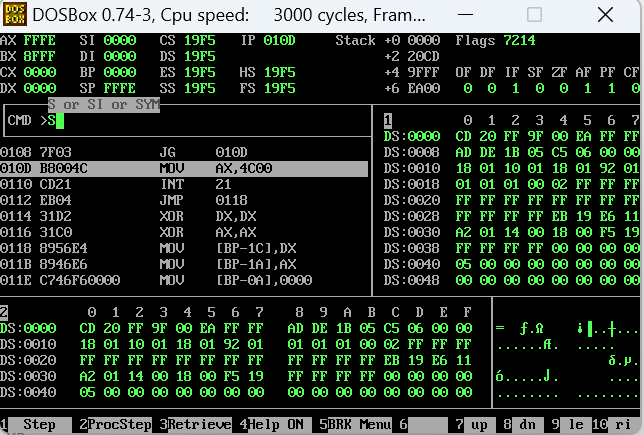 DOS BOX DOSBox 0.74-3, Cpu speed: 3000 cycles, Fram...
AX FFFE SI 0000 CS 19F5 IP 010D Stack +0 0000 Flags 7214
BX 8FFF DI 0000 DS 19F5 +2 20CD
CX 0000 BP 0000 ES 19F5 HS 19F5 +4 9FFF OF DF IF SF ZF AF PF CF
DX 0000 SP FFFE SS 19F5 FS 19F5 +6 EA00 0 0 1 0 0 1 1 0
S or SI or SYM
CMD >S
1 0 1 2 3 4 5 6 7
DS:0000 CD 20 FF 9F 00 EA FF FF
DS:0008 AD DE 1B 05 C5 06 00 00
DS:0010 18 01 10 01 18 01 92 01
DS:0018 01 01 01 00 02 FF FF FF
DS:0020 FF FF FF FF FF FF FF FF
DS:0028 FF FF FF FF EB 19 E6 11
DS:0030 A2 01 14 00 18 00 F5 19
DS:0038 FF FF FF FF 00 00 00 00
DS:0040 05 00 00 00 00 00 00 00
DS:0048 00 00 00 00 00 00 00 00
0108 7F03 JG 010D
010D B8004C MOV AX,4C00
0110 CD21 INT 21
0112 EB04 JMP 0118
0114 31D2 XOR DX,DX
0116 31C0 XOR AX,AX
0118 8956E4 MOV [BP-1C],DX
011B 8946E6 MOV [BP-1A],AX
011E C746F60000 MOV [BP-0A],0000
2 0 1 2 3 4 5 6 7 8 9 A B C D E F
DS:0000 CD 20 FF 9F 00 EA FF FF AD DE 1B 05 C5 06 00 00
DS:0010 18 01 10 01 18 01 92 01 01 01 01 00 02 FF FF FF
DS:0020 FF FF FF FF FF FF FF FF FF FF FF FF EB 19 E6 11
DS:0030 A2 01 14 00 18 00 F5 19 FF FF FF FF 00 00 00 00
DS:0040 05 00 00 00 00 00 00 00 00 00 00 00 00 00 00 00
= ƒ.Ω ¡▐..┼...
......Æ. .....
δ.µ.
ó.....J. ....
........ ........
1 Step 2ProcStep 3Retrieve 4Help ON 5BRK Menu 6 7 up 8 dn 9 le 10 ri